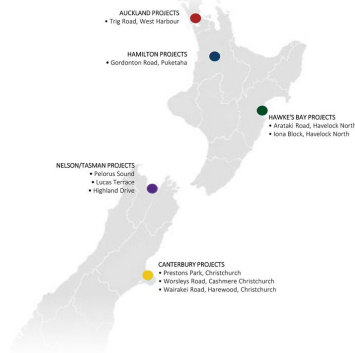 AUCKLAND PROJECTS
• Trig Road, West Harbour
HAMILTON PROJECTS
• Gordonton Road, Puketaha
HAWKE'S BAY PROJECTS
• Arataki Road, Havelock North
• Iona Block, Havelock North
NELSON/TASMAN PROJECTS
• Pelorus Sound
• Lucas Terrace
• Highland Drive
CANTERBURY PROJECTS
• Prestons Park, Christchurch
• Worsleys Road, Cashmere Christchurch
• Wairakei Road, Harewood, Christchurch